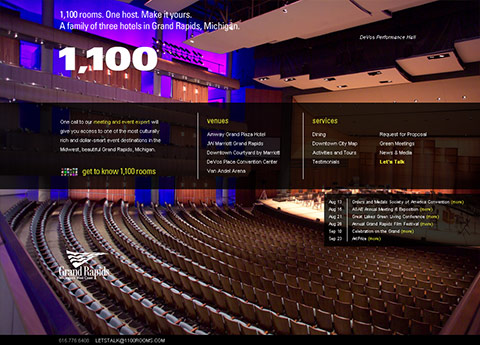 1,100 rooms. One host. Make it yours.
A family of three hotels in Grand Rapids, Michigan.
DeVos Performance Hall
1,100
One call to our meeting and event expert will
give you access to one of the most culturally
rich and dollar-smart event destinations in the
Midwest, beautiful Grand Rapids, Michigan.
get to know 1,100 rooms
venues
Amway Grand Plaza Hotel
JW Marriott Grand Rapids
Downtown Courtyard by Marriott
DeVos Place Convention Center
Van Andel Arena
services
Dining
Downtown City Map
Activities and Tours
Testimonials
Request for Proposal
Green Meetings
News & Media
Let's Talk
Aug 13 Orders and Medals Society of America Convention (more)
Aug 16 ASAE Annual Meeting & Exposition (more)
Aug 21 Great Lakes Green Living Conference (more)
Aug 28 Annual Grand Rapids Film Festival (more)
Sep 18 Celebration on the Grand (more)
Sep 23 ArtPrize (more)
Grand Rapids
616 776 6400 LETSTALK@1100ROOMS.COM